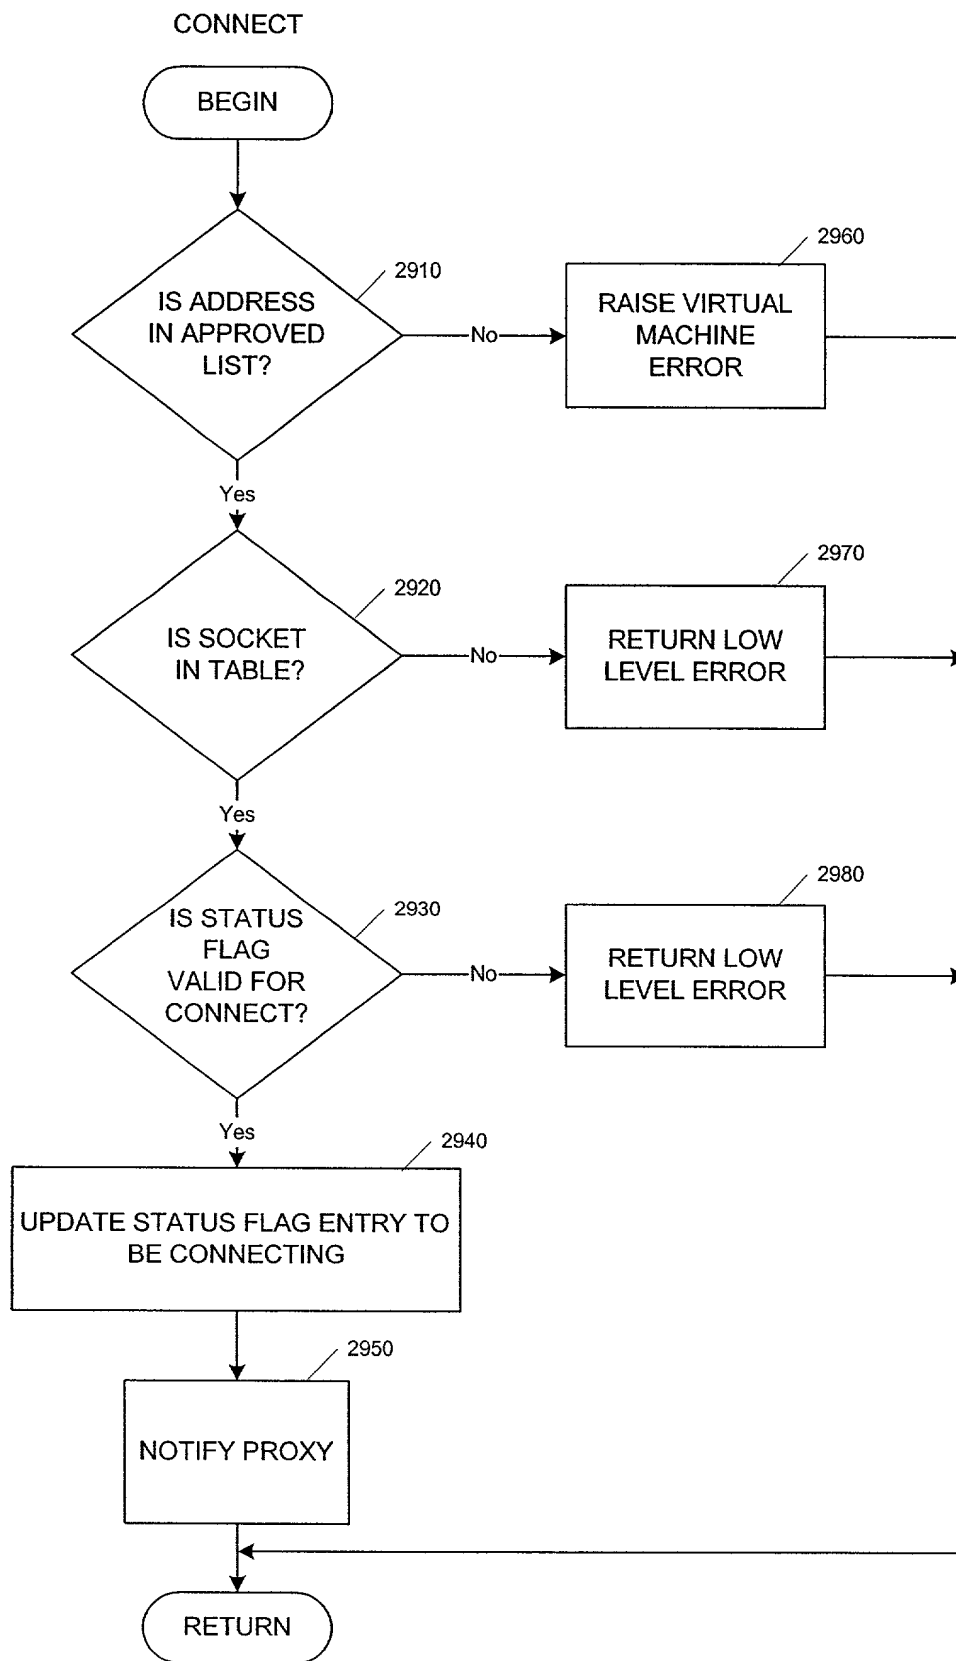 CONNECT
BEGIN
2910
IS ADDRESS
IN APPROVED
LIST?
No
2960
RAISE VIRTUAL
MACHINE
ERROR
Yes
2920
IS SOCKET
IN TABLE?
No
2970
RETURN LOW
LEVEL ERROR
Yes
2930
IS STATUS
FLAG
VALID FOR
CONNECT?
No
2980
RETURN LOW
LEVEL ERROR
Yes
2940
UPDATE STATUS FLAG ENTRY TO
BE CONNECTING
2950
NOTIFY PROXY
RETURN